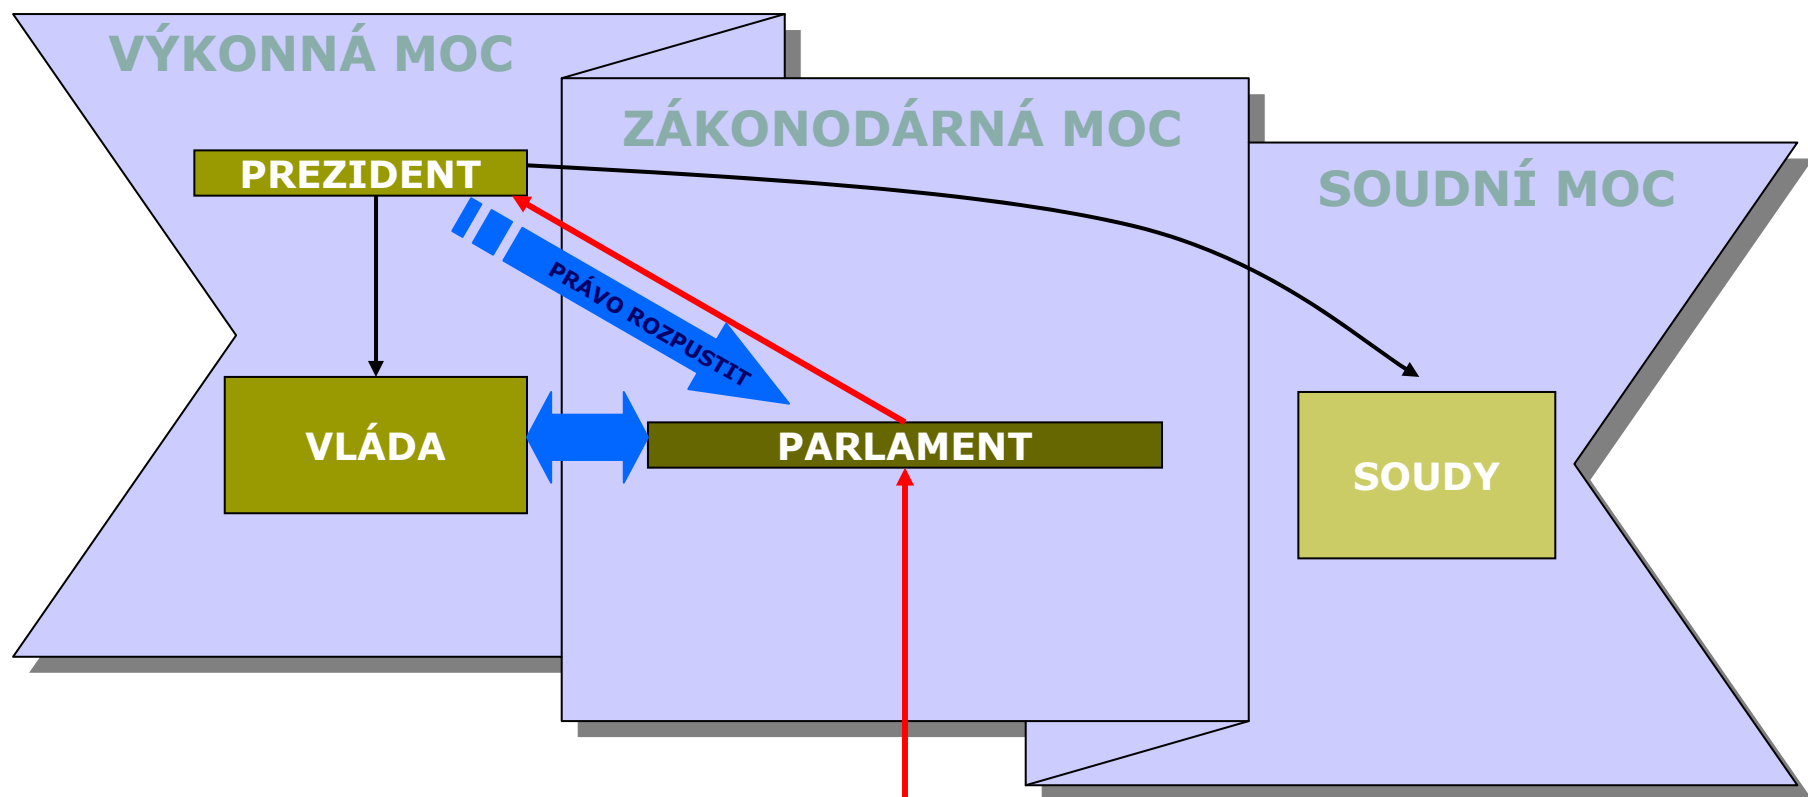 VÝKONNÁ MOC
ZÁKONODÁRNÁ MOC
SOUDNÍ MOC
PREZIDENT
PRÁVO ROZPUSTIT
VLÁDA
PARLAMENT
SOUDY